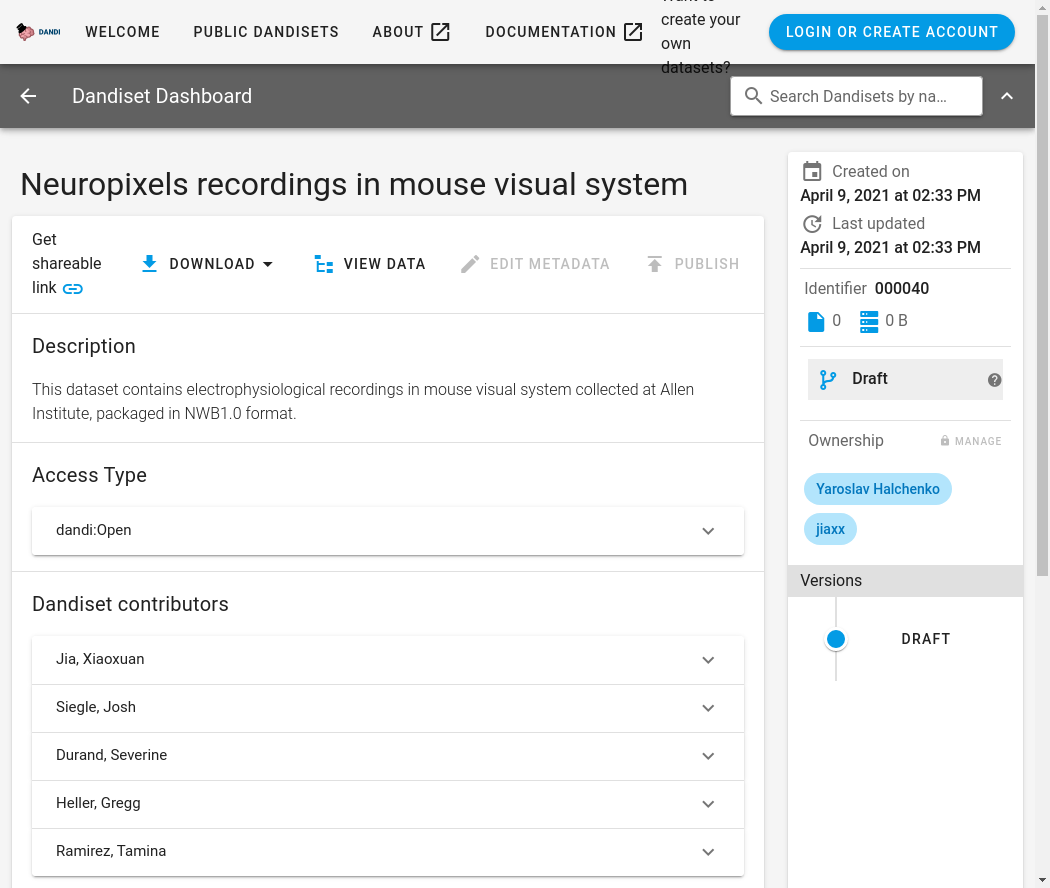 DANDI
WELCOME
PUBLIC DANDISETS
ABOUT
DOCUMENTATION
create your
own
datasets?
LOGIN OR CREATE ACCOUNT
Dandiset Dashboard
Search Dandisets by na…
Neuropixels recordings in mouse visual system
Get
shareable
link
DOWNLOAD
VIEW DATA
EDIT METADATA
PUBLISH
Description
This dataset contains electrophysiological recordings in mouse visual system collected at Allen
Institute, packaged in NWB1.0 format.
Access Type
dandi:Open
Dandiset contributors
Jia, Xiaoxuan
Siegle, Josh
Durand, Severine
Heller, Gregg
Ramirez, Tamina
Created on
April 9, 2021 at 02:33 PM
Last updated
April 9, 2021 at 02:33 PM
Identifier 000040
0 0 B
Draft
Ownership
MANAGE
Yaroslav Halchenko
jiaxx
Versions
DRAFT